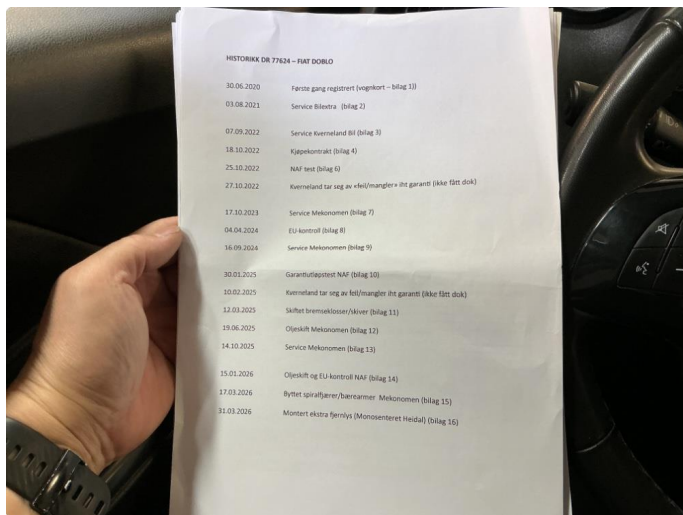 HISTORIKK DR 77624 – FIAT DOBLO
30.06.2020 Første gang registrert (vognkort – bilag 1))
03.08.2021 Service Bilextra (bilag 2)
07.09.2022 Service Kverneland Bil (bilag 3)
18.10.2022 Kjøpekontrakt (bilag 4)
25.10.2022 NAF test (bilag 6)
27.10.2022 Kverneland tar seg av «feil/mangler» iht garanti (ikke fått dok)
17.10.2023 Service Mekonomen (bilag 7)
04.04.2024 EU-kontroll (bilag 8)
16.09.2024 Service Mekonomen (bilag 9)
30.01.2025 Garantiutløpstest NAF (bilag 10)
10.02.2025 Kverneland tar seg av feil/mangler iht garanti (ikke fått dok)
12.03.2025 Skiftet bremseklosser/skiver (bilag 11)
19.06.2025 Oljeskift Mekonomen (bilag 12)
14.10.2025 Service Mekonomen (bilag 13)
15.01.2026 Oljeskift og EU-kontroll NAF (bilag 14)
17.03.2026 Byttet spiralfjærer/bærearmer Mekonomen (bilag 15)
31.03.2026 Montert ekstra fjernlys (Monosenteret Heidal) (bilag 16)